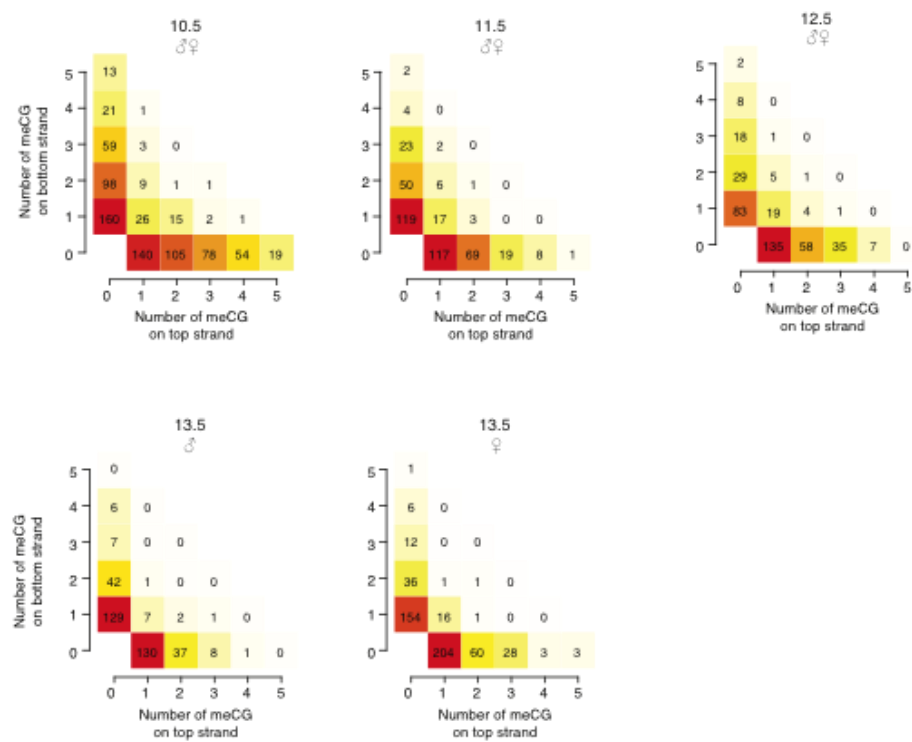 10.5
♂♀
5 13
4 21 1
3 59 3 0
2 98 9 1 1
1 160 26 15 2 1
0 140 105 78 54 19
0 1 2 3 4 5
Number of meCG
on bottom strand
Number of meCG
on top strand
11.5
♂♀
5 2
4 4 0
3 23 2 0
2 50 6 1 0
1 119 17 3 0 0
0 117 69 19 8 1
0 1 2 3 4 5
Number of meCG
on top strand
12.5
♂♀
5 2
4 8 0
3 18 1 0
2 29 5 1 0
1 83 19 4 1 0
0 135 58 35 7 0
0 1 2 3 4 5
Number of meCG
on top strand
13.5
♂
5 0
4 6 0
3 7 0 0
2 42 1 0 0
1 129 7 2 1 0
0 130 37 8 1 0
0 1 2 3 4 5
Number of meCG
on bottom strand
Number of meCG
on top strand
13.5
♀
5 1
4 6 0
3 12 0 0
2 36 1 1 0
1 154 16 1 0 0
0 204 60 28 3 3
0 1 2 3 4 5
Number of meCG
on top strand